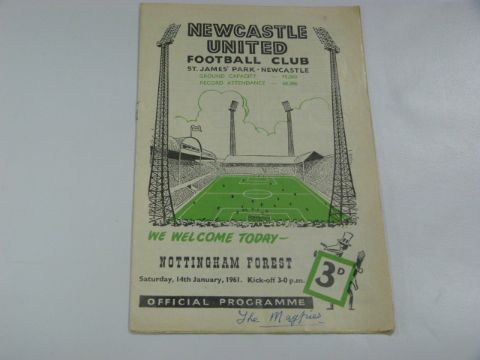 NEWCASTLE
UNITED
FOOTBALL CLUB
ST. JAMES' PARK - NEWCASTLE
GROUND CAPACITY
RECORD ATTENDANCE
WE WELCOME TODAY—
NOTTINGHAM FOREST
Saturday, 14th January, 1961. Kick-off 3-0 p.m.
3D
OFFICIAL PROGRAMME
The Magpies